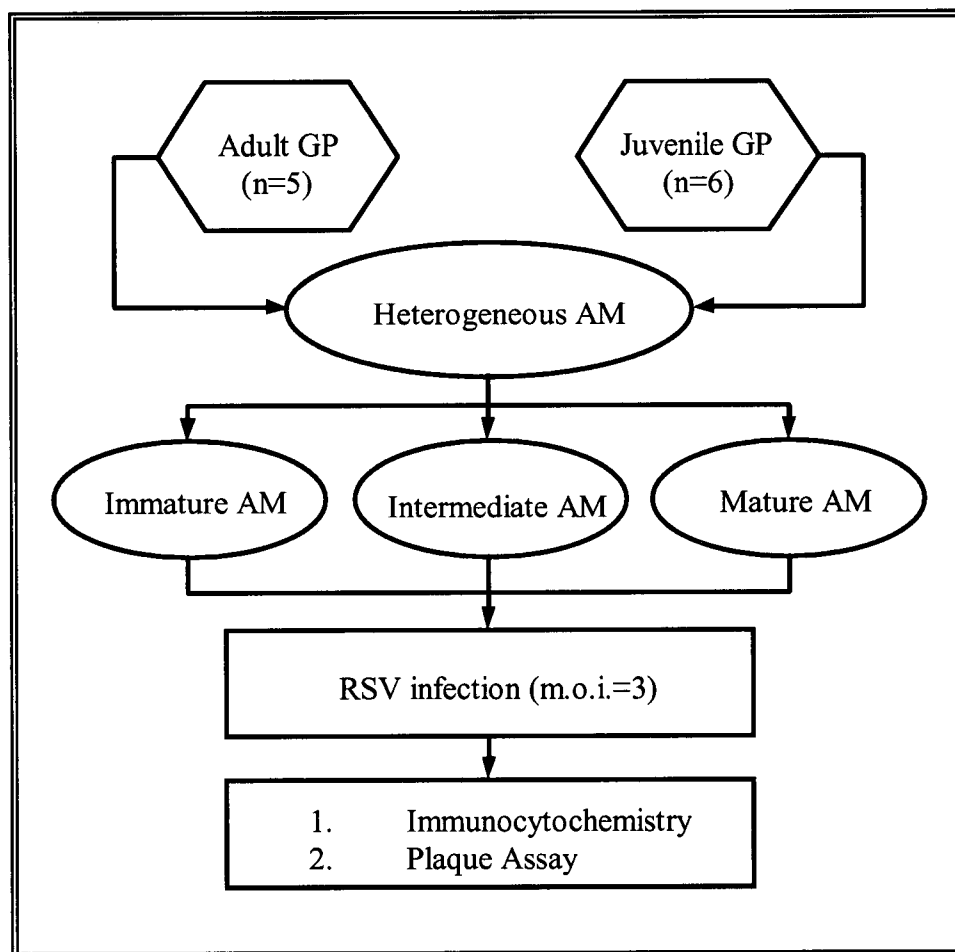 Adult GP
(n=5)
Juvenile GP
(n=6)
Heterogeneous AM
Immature AM
Intermediate AM
Mature AM
RSV infection (m.o.i.=3)
1. Immunocytochemistry
2. Plaque Assay